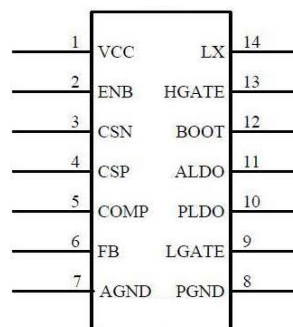 1 VCC LX 14
2 ENB HGATE 13
3 CSN BOOT 12
4 CSP ALDO 11
5 COMP PLDO 10
6 FB LGATE 9
7 AGND PGND 8